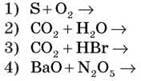 1) S+O₂→
2) CO₂+H₂O→
3) CO₂+HBr→
4) BaO+N₂O₅→